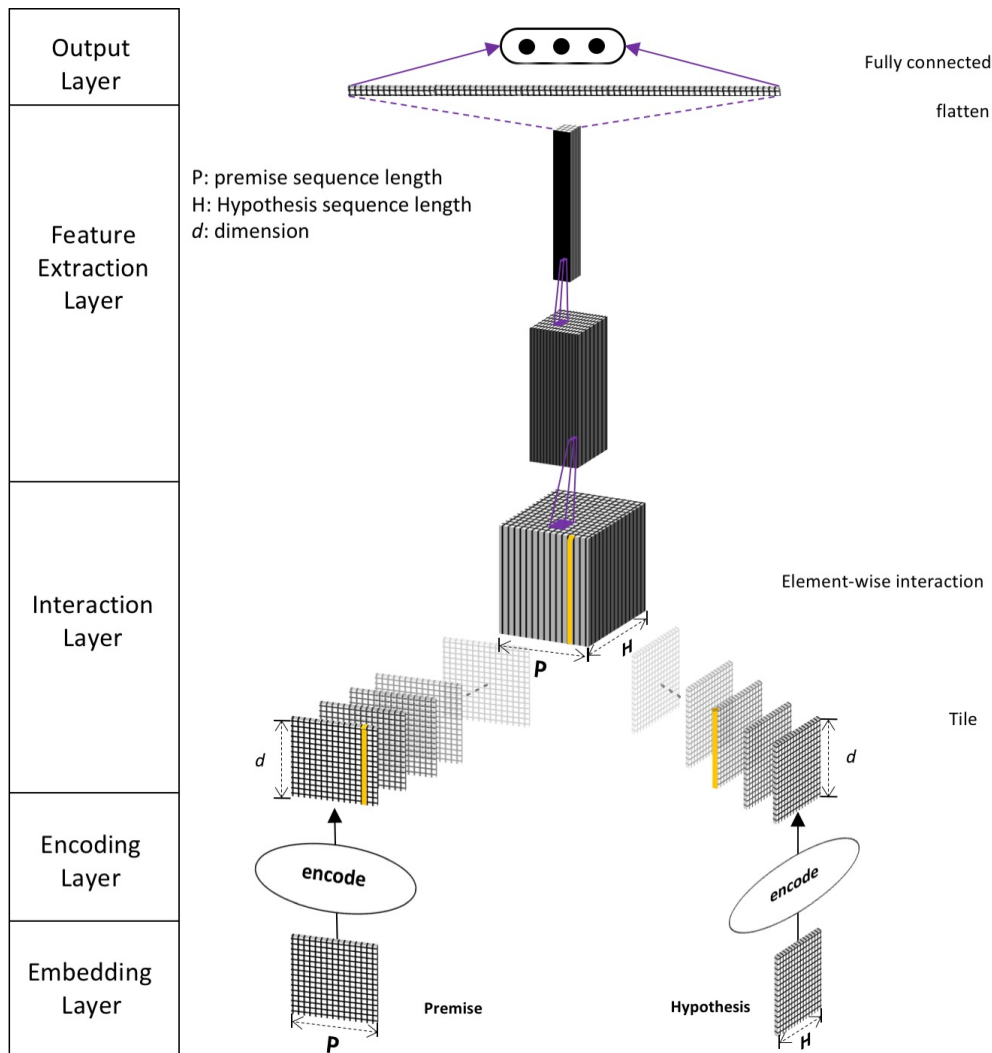 Output
Layer
Fully connected
flatten
P: premise sequence length
H: Hypothesis sequence length
d: dimension
Feature
Extraction
Layer
Interaction
Layer
Element-wise interaction
P
H
Tile
d
d
Encoding
Layer
encode
encode
Embedding
Layer
Premise
Hypothesis
P
H